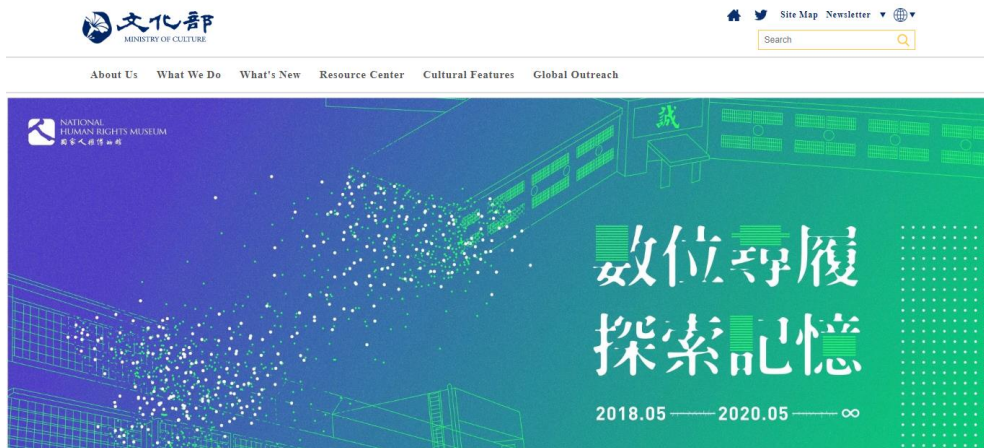 文化部
MINISTRY OF CULTURE
Site Map Newsletter
Search
About Us What We Do What's New Resource Center Cultural Features Global Outreach
NATIONAL
HUMAN RIGHTS MUSEUM
國家人權博物館
誠
數位尋履
探索記憶
2018.05 2020.05 ∞